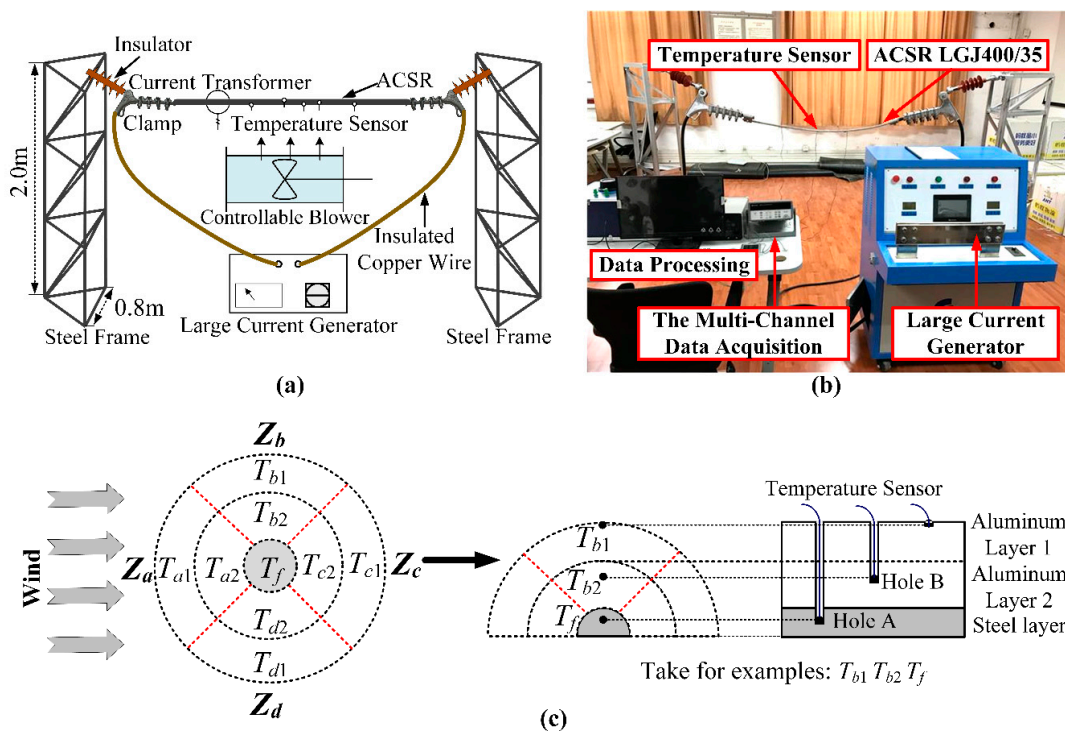 Insulator
Current Transformer
ACSR
Clamp
Temperature Sensor
2.0m
Controllable Blower
Insulated
Copper Wire
0.8m
Large Current Generator
Steel Frame
Steel Frame
(a)
Temperature Sensor
ACSR LGJ400/35
Data Processing
The Multi-Channel
Data Acquisition
Large Current
Generator
(b)
Wind
Z_b
T_b1
T_b2
Z_a T_a1 T_a2 T_f T_c2 T_c1 Z_c
T_d2
T_d1
Z_d
T_b1
T_b2
T_f
Temperature Sensor
Hole B
Hole A
Aluminum
Layer 1
Aluminum
Layer 2
Steel layer
Take for examples: T_b1 T_b2 T_f
(c)